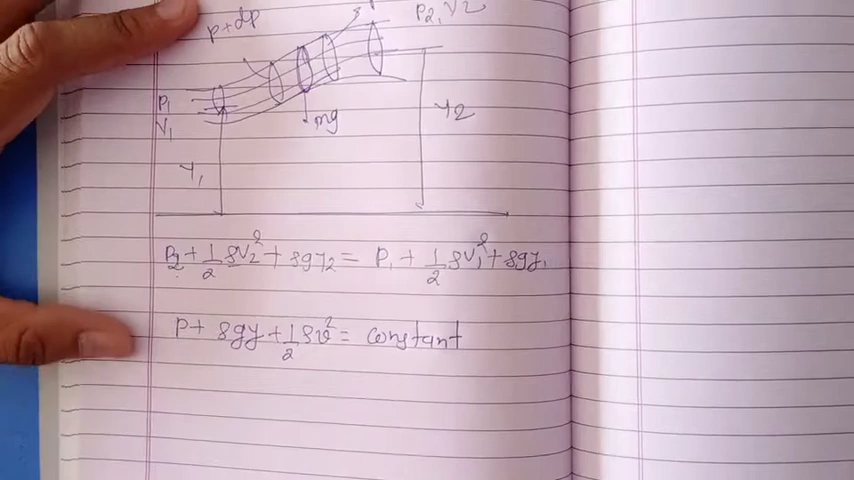 P+dP
P2, V2
P1
V1
mg
Y2
Y1
P2 + 1/2 ρV2² + ρgy2 = P1 + 1/2 ρV1² + ρgy1
P + ρgy + 1/2 ρv² = constant